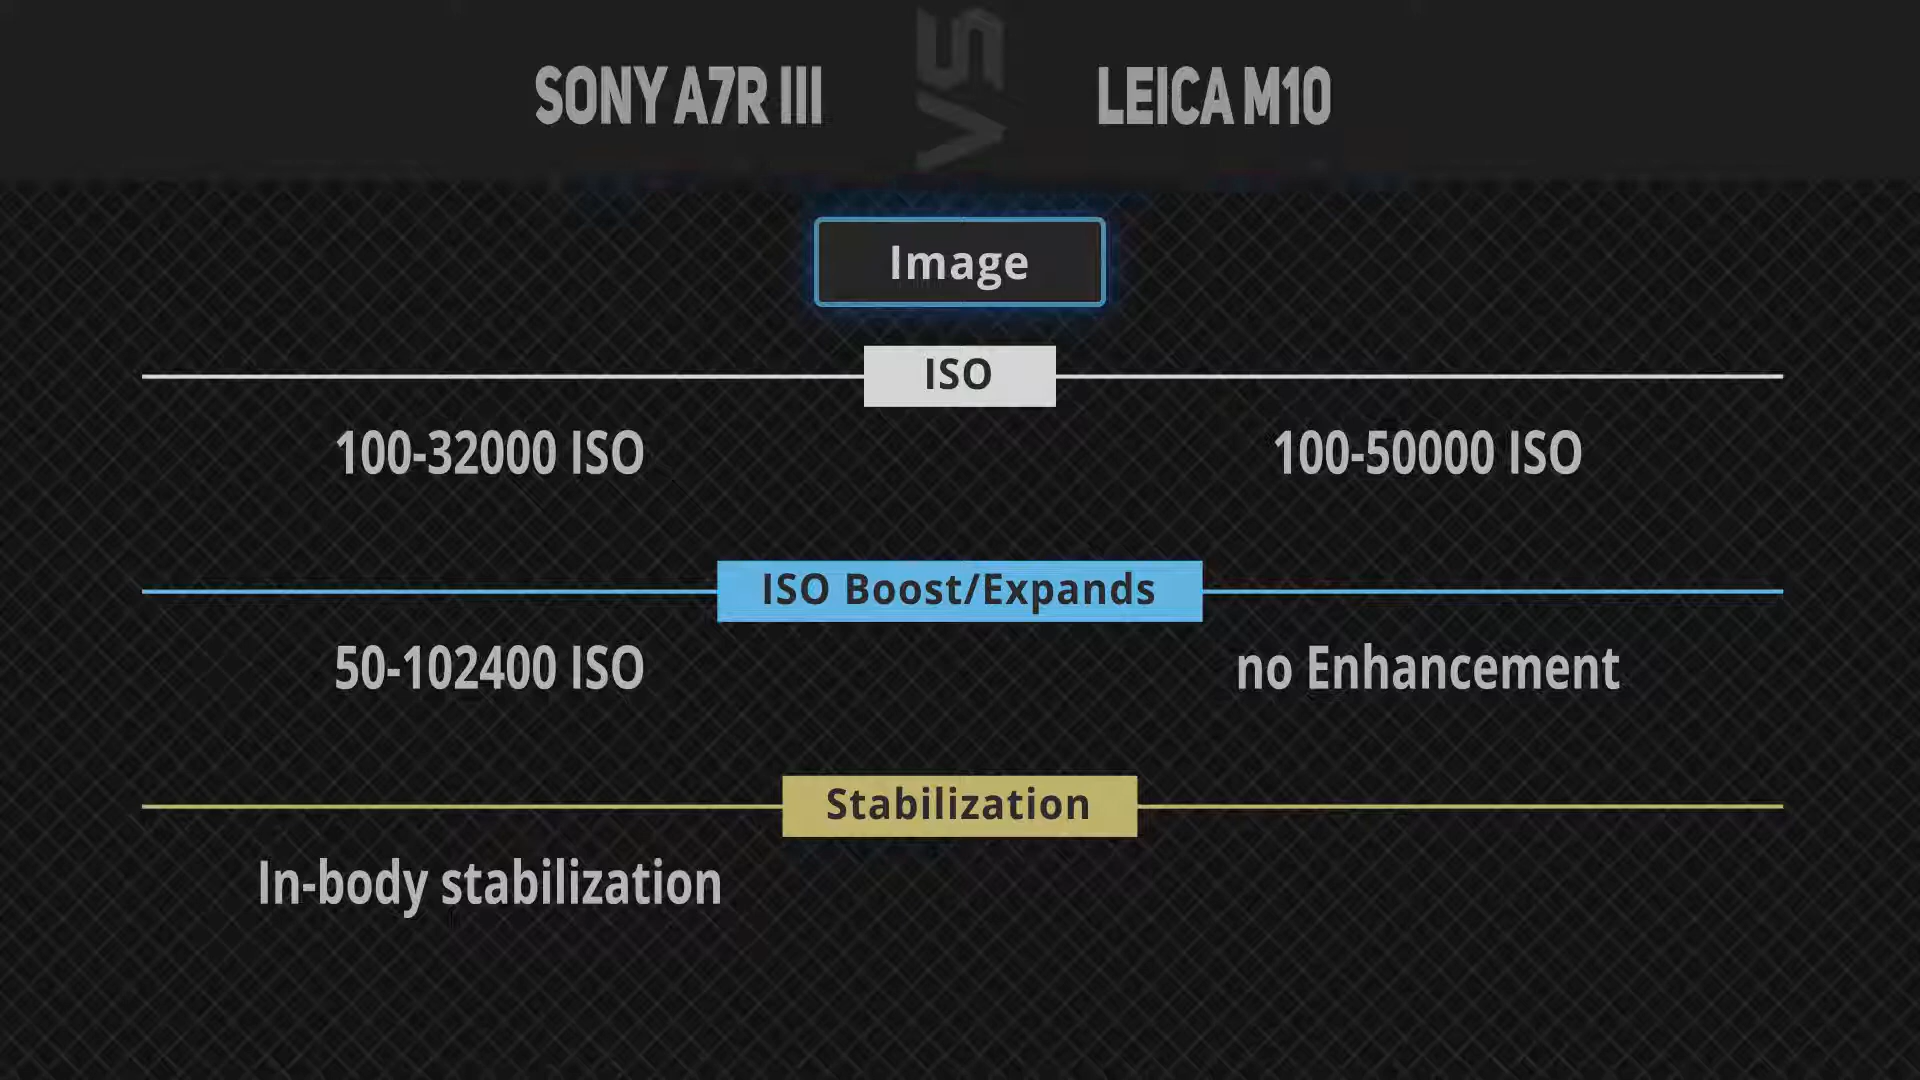 SONY A7R III VS LEICA M10
Image
ISO
100-32000 ISO 100-50000 ISO
ISO Boost/Expands
50-102400 ISO no Enhancement
Stabilization
In-body stabilization